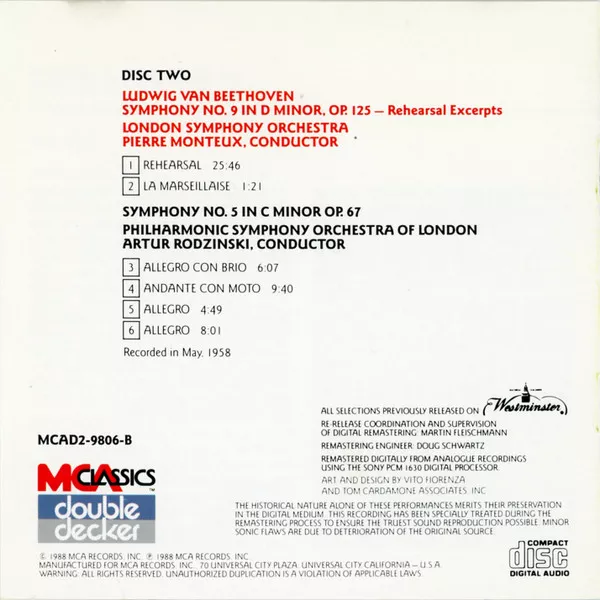 DISC TWO
LUDWIG VAN BEETHOVEN
SYMPHONY NO. 9 IN D MINOR, OP. 125 – Rehearsal Excerpts
LONDON SYMPHONY ORCHESTRA
PIERRE MONTEUX, CONDUCTOR
1 REHEARSAL 25:46
2 LA MARSEILLAISE 1:21
SYMPHONY NO. 5 IN C MINOR OP. 67
PHILHARMONIC SYMPHONY ORCHESTRA OF LONDON
ARTUR RODZINSKI, CONDUCTOR
3 ALLEGRO CON BRIO 6:07
4 ANDANTE CON MOTO 9:40
5 ALLEGRO 4:49
6 ALLEGRO 8:01
Recorded in May, 1958
ALL SELECTIONS PREVIOUSLY RELEASED ON Westminster
RE-RELEASE COORDINATION AND SUPERVISION
OF DIGITAL REMASTERING: MARTIN FLEISCHMANN
REMASTERING ENGINEER: DOUG SCHWARTZ
REMASTERED DIGITALLY FROM ANALOGUE RECORDINGS
USING THE SONY PCM 1630 DIGITAL PROCESSOR.
ART AND DESIGN BY VITO FIORENZA
AND TOM CARDAMONE ASSOCIATES, INC
MCAD2-9806-B
MCA CLASSICS TM
double
decker
THE HISTORICAL NATURE ALONE OF THESE PERFORMANCES MERITS THEIR PRESERVATION
IN THE DIGITAL MEDIUM. THIS RECORDING HAS BEEN SPECIALLY TREATED DURING THE
REMASTERING PROCESS TO ENSURE THE TRUEST SOUND REPRODUCTION POSSIBLE. MINOR
SONIC FLAWS ARE DUE TO DETERIORATION OF THE ORIGINAL SOURCE.
© 1988 MCA RECORDS, INC. ℗ 1988 MCA RECORDS, INC.
MANUFACTURED FOR MCA RECORDS, INC. 70 UNIVERSAL CITY PLAZA, UNIVERSAL CITY, CALIFORNIA – U.S.A.
WARNING: ALL RIGHTS RESERVED. UNAUTHORIZED DUPLICATION IS A VIOLATION OF APPLICABLE LAWS.
COMPACT
disc
DIGITAL AUDIO